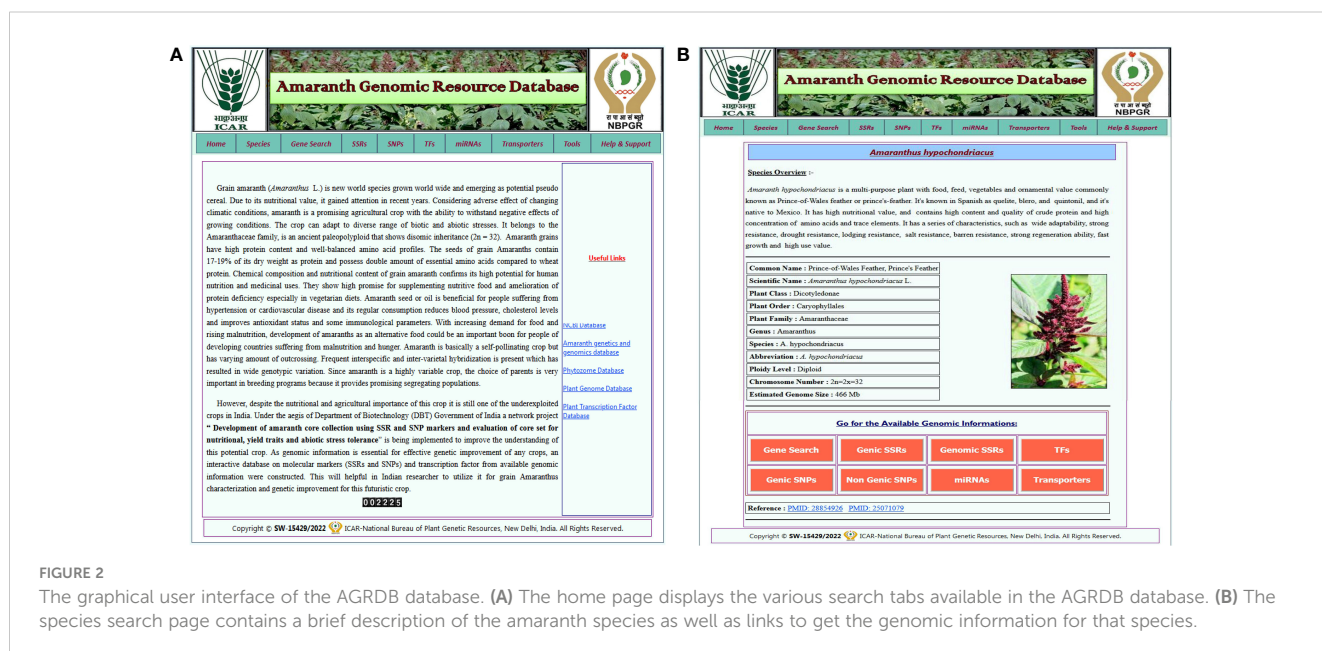 A
B
भाकृअनुप
ICAR
Amaranth Genomic Resource Database
NBPGR
भाकृअनुप
ICAR
Amaranth Genomic Resource Database
NBPGR
Home Species Gene Search SSRs SNPs TFs miRNAs Transporters Tools Help & Support
Home Species Gene Search SSRs SNPs TFs miRNAs Transporters Tools Help & Support
Grain amaranth (Amaranthus L.) is new world species grown world wide and emerging as potential pseudo
cereal. Due to its nutritional value, it gained attention in recent years. Considering adverse effect of changing
climatic conditions, amaranth is a promising agricultural crop with the ability to withstand negative effects of
growing conditions. The crop can adapt to diverse range of biotic and abiotic stresses. It belongs to the
Amaranthaceae family, is an ancient paleopolyploid that shows disomic inheritance (2n = 32). Amaranth grains
have high protein content and well-balanced amino acid profiles. The seeds of grain Amaranths contain
17-19% of its dry weight as protein and possess double amount of essential amino acids compared to wheat
protein. Chemical composition and nutritional content of grain amaranth confirms its high potential for human
nutrition and medicinal uses. They show high promise for supplementing nutritive food and amelioration of
protein deficiency especially in vegetarian diets. Amaranth seed or oil is beneficial for people suffering from
hypertension or cardiovascular disease and its regular consumption reduces blood pressure, cholesterol levels
and improves antioxidant status and some immunological parameters. With increasing demand for food and
rising malnutrition, development of amaranths as an alternative food could be an important boon for people of
developing countries suffering from malnutrition and hunger. Amaranth is basically a self-pollinating crop but
has varying amount of outcrossing. Frequent interspecific and inter-varietal hybridization is present which has
resulted in wide genotypic variation. Since amaranth is a highly variable crop, the choice of parents is very
important in breeding programs because it provides promising segregating populations.
However, despite the nutritional and agricultural importance of this crop it is still one of the underexploited
crops in India. Under the aegis of Department of Biotechnology (DBT) Government of India a network project
“ Development of amaranth core collection using SSR and SNP markers and evaluation of core set for
nutritional, yield traits and abiotic stress tolerance” is being implemented to improve the understanding of
this potential crop. As genomic information is essential for effective genetic improvement of any crops, an
interactive database on molecular markers (SSRs and SNPs) and transcription factor from available genomic
information were constructed. This will helpful in Indian researcher to utilize it for grain Amaranths
characterization and genetic improvement for this futuristic crop.
002225
Useful Links
NCBI Database
Amaranth genetics and
genomics database
Phytozome Database
Plant Genome Database
Plant Transcription Factor
Database
Copyright © SW-15429/2022 ICAR-National Bureau of Plant Genetic Resources, New Delhi, India. All Rights Reserved.
Amaranthus hypochondriacus
Species Overview :-
Amaranth hypochondriacus is a multi-purpose plant with food, feed, vegetables and ornamental value commonly
known as Prince-of-Wales feather or prince's-feather. It's known in Spanish as quelite, blero, and quintonil, and it's
native to Mexico. It has high nutritional value, and contains high content and quality of crude protein and high
concentration of amino acids and trace elements. It has a series of characteristics, such as wide adaptability, strong
resistance, drought resistance, lodging resistance, salt resistance, barren resistance, strong regeneration ability, fast
growth and high use value.
Common Name : Prince-of-Wales Feather, Prince's Feather
Scientific Name : Amaranthus hypochondriacus L.
Plant Class : Dicotyledonae
Plant Order : Caryophyllales
Plant Family : Amaranthaceae
Genus : Amaranthus
Species : A. hypochondriacus
Abbreviation : A. hypochondriacus
Ploidy Level : Diploid
Chromosome Number : 2n=2x=32
Estimated Genome Size : 466 Mb
Go for the Available Genomic Informations:
Gene Search Genic SSRs Genomic SSRs TFs
Genic SNPs Non Genic SNPs miRNAs Transporters
Reference : PMID: 28854926 PMID: 25071079
Copyright © SW-15429/2022 ICAR-National Bureau of Plant Genetic Resources, New Delhi, India. All Rights Reserved.
FIGURE 2
The graphical user interface of the AGRDB database. (A) The home page displays the various search tabs available in the AGRDB database. (B) The
species search page contains a brief description of the amaranth species as well as links to get the genomic information for that species.